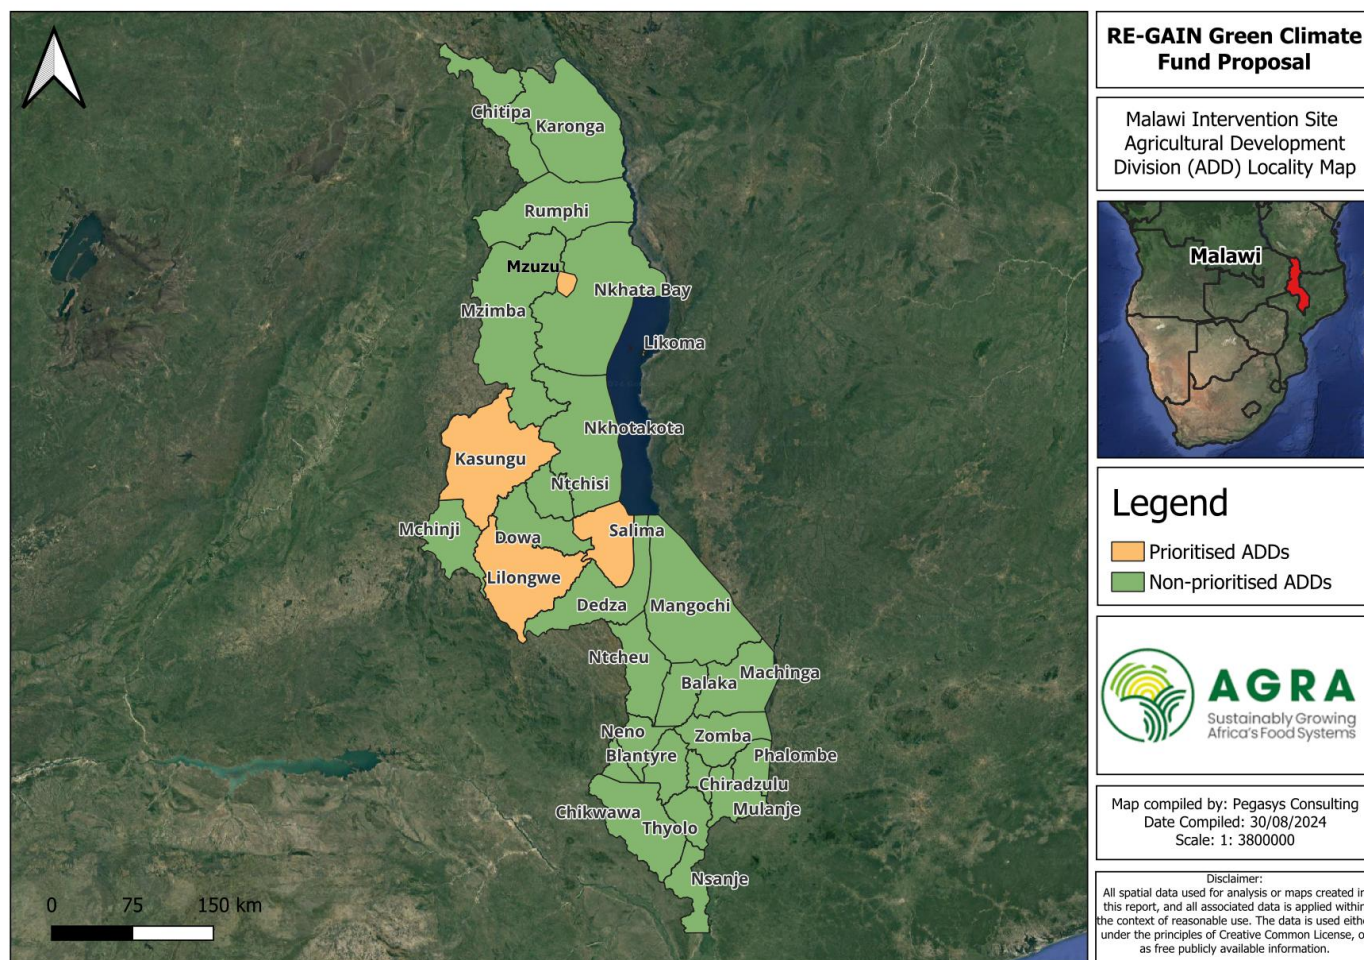 RE-GAIN Green Climate
Fund Proposal
Malawi Intervention Site
Agricultural Development
Division (ADD) Locality Map
Malawi
Legend
Prioritised ADDs
Non-prioritised ADDs
AGRA
Sustainably Growing
Africa's Food Systems
Map compiled by: Pegasys Consulting
Date Compiled: 30/08/2024
Scale: 1: 3800000
Disclaimer:
All spatial data used for analysis or maps created in
this report, and all associated data is applied within
the context of reasonable use. The data is used eithe
under the principles of Creative Common License, o
as free publicly available information.
Chitipa
Karonga
Rumphi
Mzuzu
Nkhata Bay
Mzimba
Likoma
Nkhotakota
Kasungu
Ntchisi
Mchinji
Dowa
Salima
Lilongwe
Dedza
Mangochi
Ntcheu
Machinga
Balaka
Neno
Zomba
Blantyre
Phalombe
Chiradzulu
Chikwawa
Mulanje
Thyolo
Nsanje
0 75 150 km